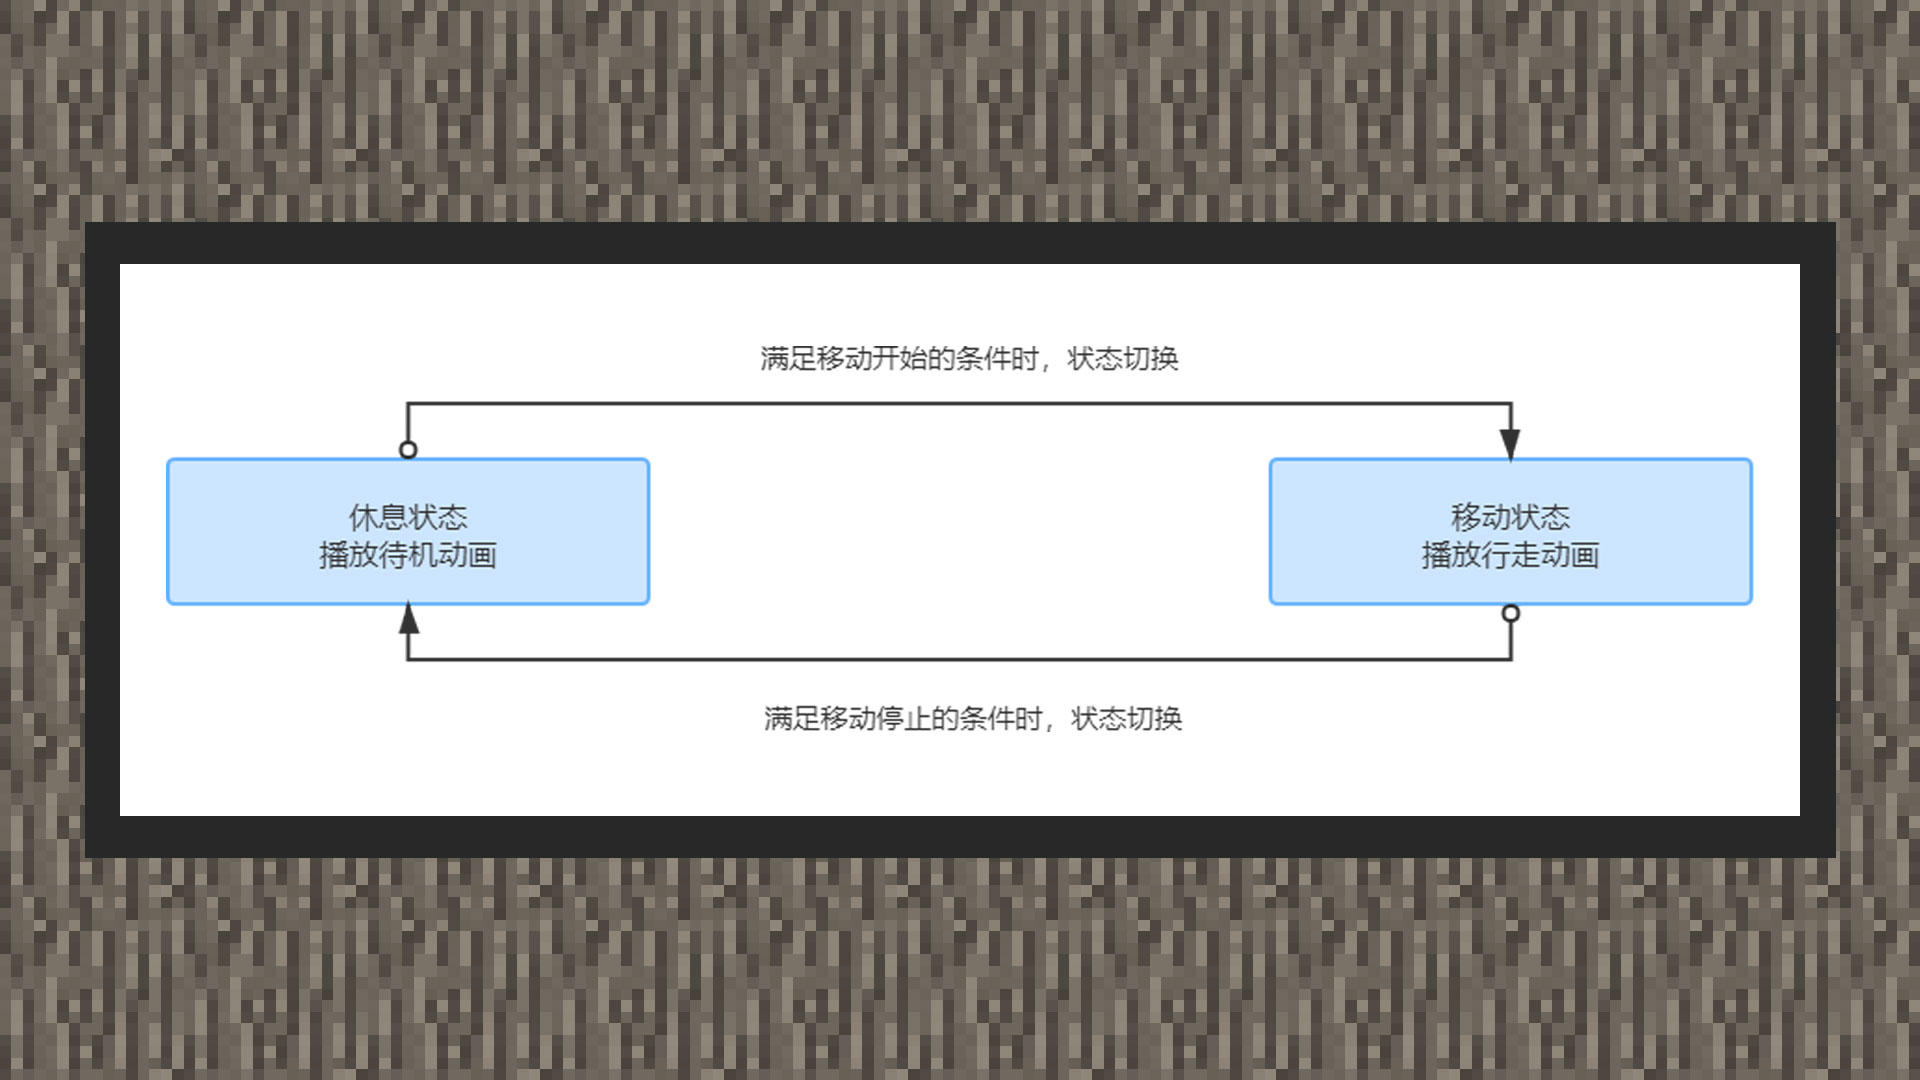 满足移动开始的条件时，状态切换
休息状态
播放待机动画
移动状态
播放行走动画
满足移动停止的条件时，状态切换